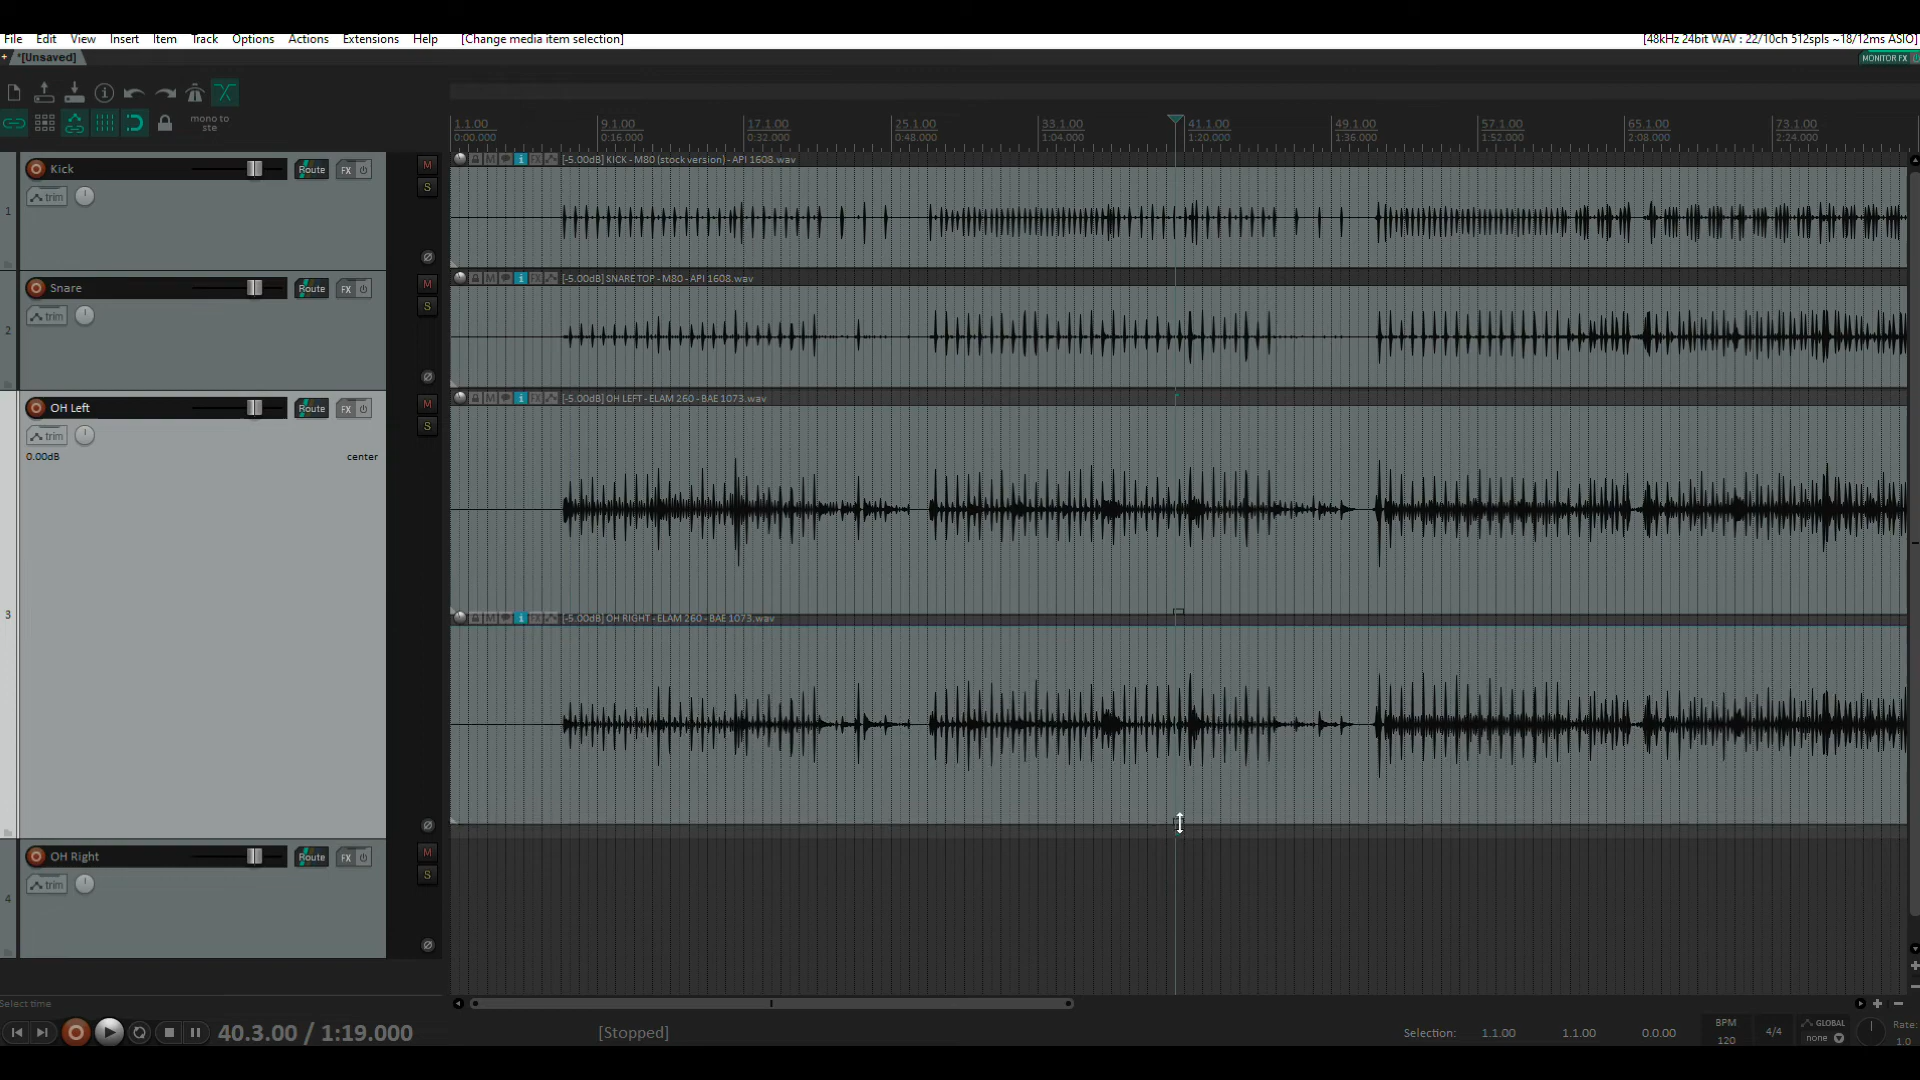 File Edit View Insert Item Track Options Actions Extensions Help [Change media item selection] [48kHz 24bit WAV : 22/10ch 512spls ~18/12ms ASIO]
*[Unsaved] MONITOR FX
mono to
ste
1.1.00 9.1.00 17.1.00 25.1.00 33.1.00 41.1.00 49.1.00 57.1.00 65.1.00 73.1.00
0:00.000 0:16.000 0:32.000 0:48.000 1:04.000 1:20.000 1:36.000 1:52.000 2:08.000 2:24.000
Kick Route FX M M i FX [-5.00dB] KICK - M80 (stock version) - API 1608.wav
trim S
1
Snare Route FX M M i FX [-5.00dB] SNARE TOP - M80 - API 1608.wav
trim S
2
OH Left Route FX M M i FX [-5.00dB] OH LEFT - ELAM 260 - BAE 1073.wav
trim S
0.00dB center
3 M i FX [-5.00dB] OH RIGHT - ELAM 260 - BAE 1073.wav
OH Right Route FX M
trim S
4
Select time
40.3.00 / 1:19.000 [Stopped] Selection: 1.1.00 1.1.00 0.0.00 BPM 120 4/4 GLOBAL none Rate: 1.0